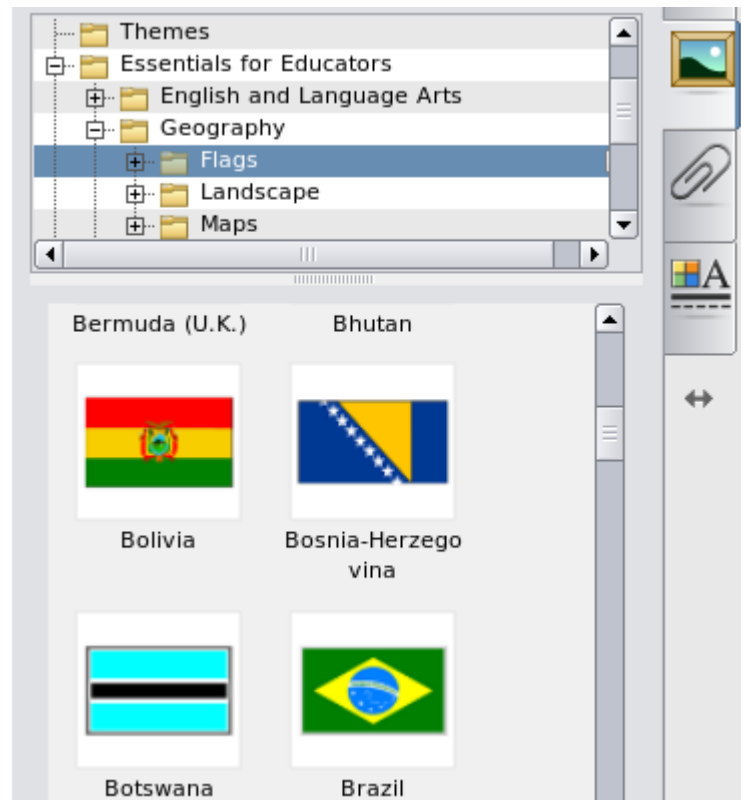 Themes
Essentials for Educators
English and Language Arts
Geography
Flags
Landscape
Maps
A
Bermuda (U.K.) Bhutan
Bolivia Bosnia-Herzego
vina
Botswana Brazil